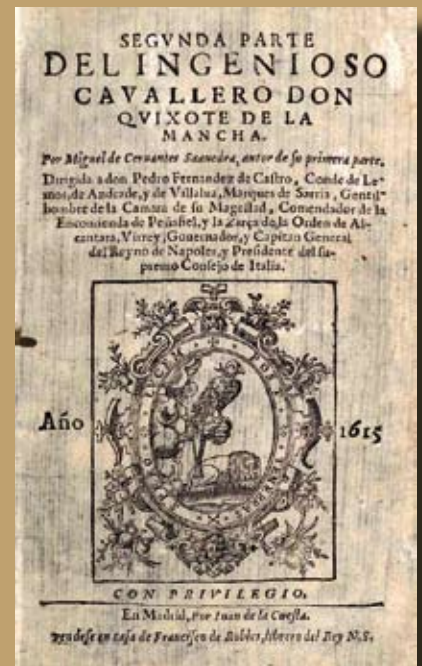 SEGVNDA PARTE
DEL INGENIOSO
CAVALLERO DON
QVIXOTE DE LA
MANCHA.
Por Miguel de Ceruantes Saauedra, autor de su primera parte.
Dirigida a don Pedro Fernandez de Castro, Conde de Le-
mos, de Andrade, y de Villalua, Marques de Sarria, Gentil-
hombre de la Camara de su Magestad, Comendador de la
Encomienda de Peñafiel, y la Zarça de la Orden de Al-
cantara, Virrey, Gouernador, y Capitan General
del Reyno de Napoles, y Presidente del su-
premo Consejo de Italia.
POST TENEBRAS
Año 1615
CON PRIVILEGIO.
En Madrid, Por Iuan de la Cuesta.
vendese en casa de Francisco de Robles, librero del Rey N.S.